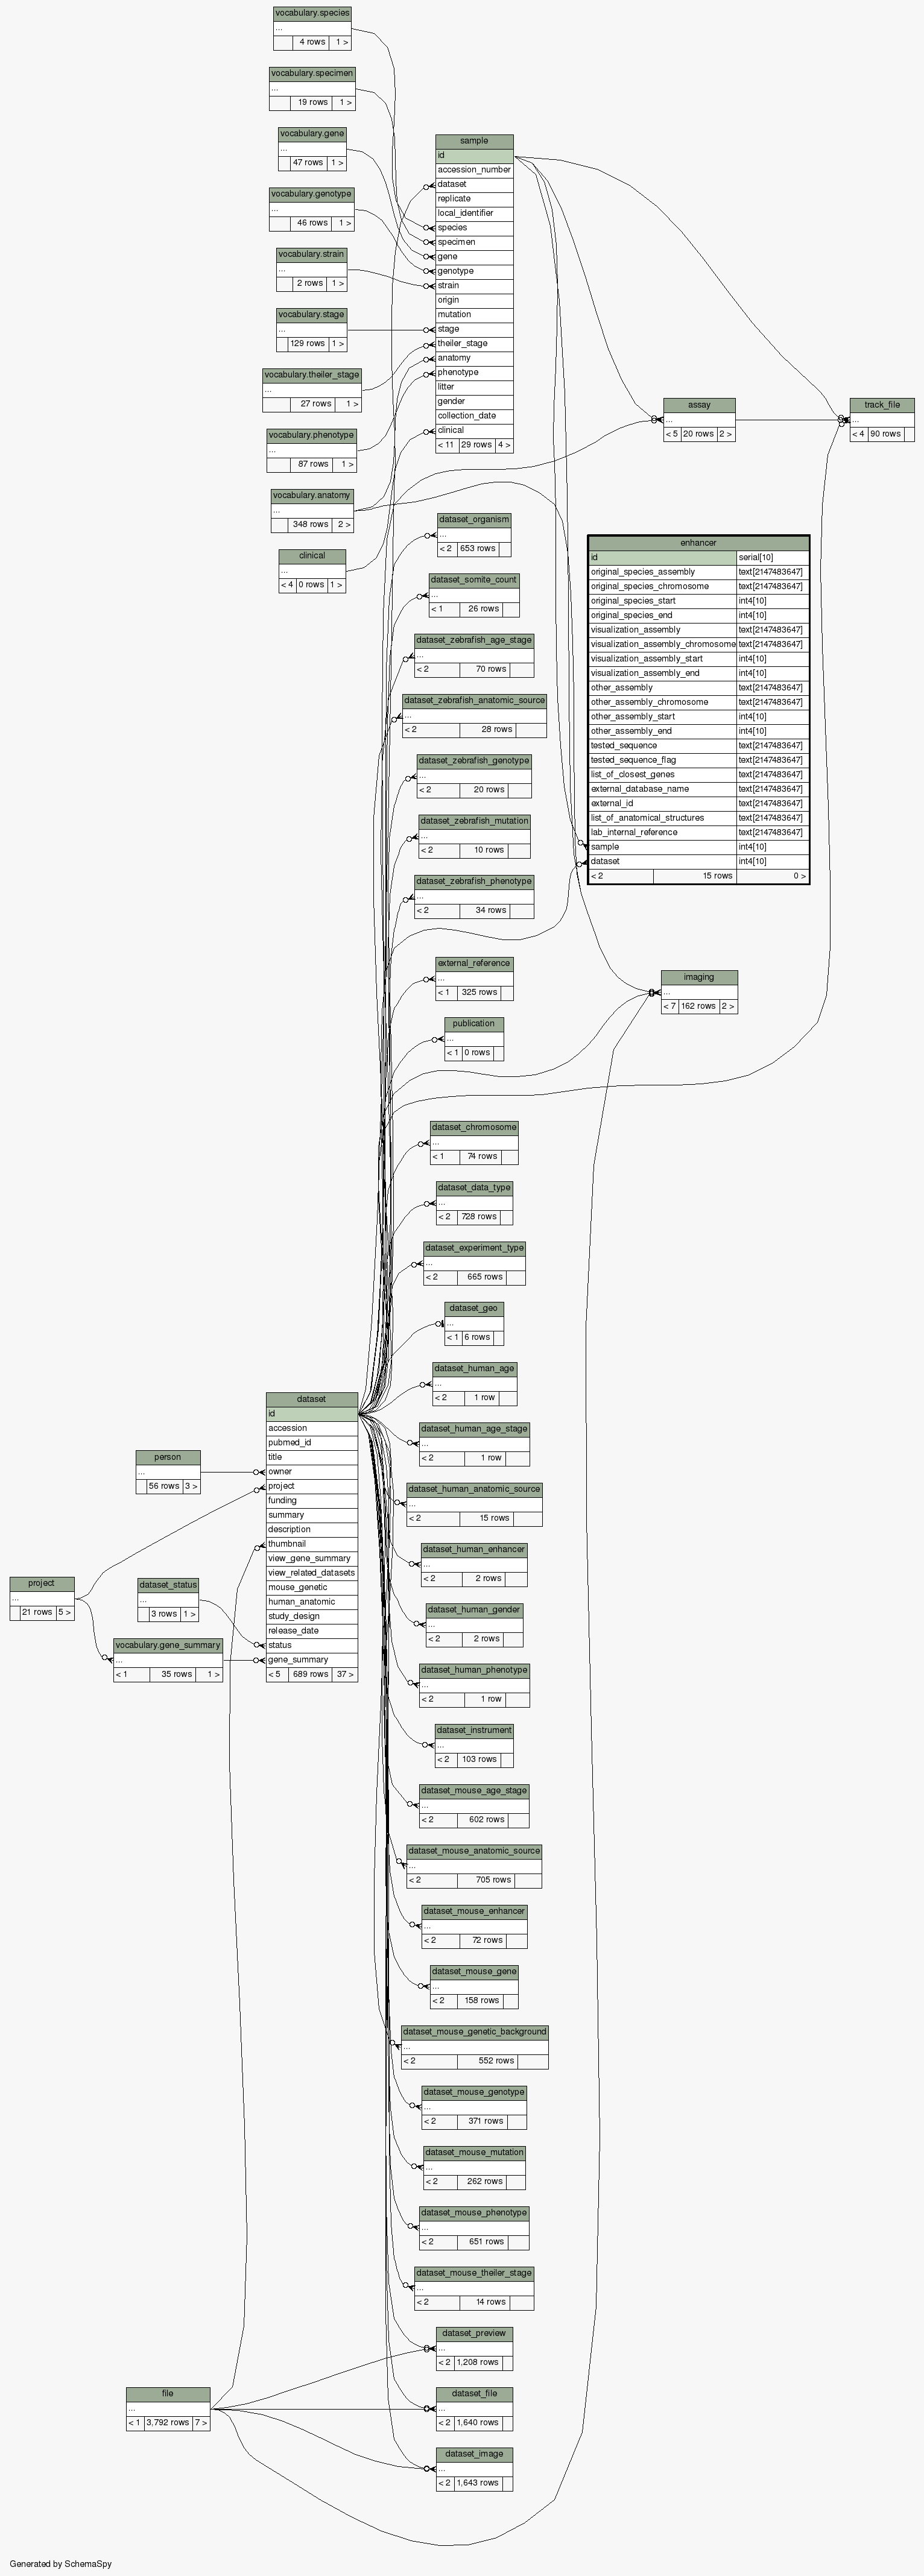 vocabulary.species
...
4 rows 1 >
vocabulary.specimen
...
19 rows 1 >
vocabulary.gene
...
47 rows 1 >
vocabulary.genotype
...
46 rows 1 >
vocabulary.strain
...
2 rows 1 >
vocabulary.stage
...
129 rows 1 >
vocabulary.theiler_stage
...
27 rows 1 >
vocabulary.phenotype
...
87 rows 1 >
vocabulary.anatomy
...
348 rows 2 >
clinical
...
< 4 0 rows 1 >
sample
id
accession_number
dataset
replicate
local_identifier
species
specimen
gene
genotype
strain
origin
mutation
stage
theiler_stage
anatomy
phenotype
litter
gender
collection_date
clinical
< 11 29 rows 4 >
assay
...
< 5 20 rows 2 >
track_file
...
< 4 90 rows
enhancer
id serial[10]
original_species_assembly text[2147483647]
original_species_chromosome text[2147483647]
original_species_start int4[10]
original_species_end int4[10]
visualization_assembly text[2147483647]
visualization_assembly_chromosome text[2147483647]
visualization_assembly_start int4[10]
visualization_assembly_end int4[10]
other_assembly text[2147483647]
other_assembly_chromosome text[2147483647]
other_assembly_start int4[10]
other_assembly_end int4[10]
tested_sequence text[2147483647]
tested_sequence_flag text[2147483647]
list_of_closest_genes text[2147483647]
external_database_name text[2147483647]
external_id text[2147483647]
list_of_anatomical_structures text[2147483647]
lab_internal_reference text[2147483647]
sample int4[10]
dataset int4[10]
< 2 15 rows 0 >
dataset_organism
...
< 2 653 rows
dataset_somite_count
...
< 1 26 rows
dataset_zebrafish_age_stage
...
< 2 70 rows
dataset_zebrafish_anatomic_source
...
< 2 28 rows
dataset_zebrafish_genotype
...
< 2 20 rows
dataset_zebrafish_mutation
...
< 2 10 rows
dataset_zebrafish_phenotype
...
< 2 34 rows
external_reference
...
< 1 325 rows
imaging
...
< 7 162 rows 2 >
publication
...
< 1 0 rows
dataset_chromosome
...
< 1 74 rows
dataset_data_type
...
< 2 728 rows
dataset_experiment_type
...
< 2 665 rows
dataset_geo
...
< 1 6 rows
dataset_human_age
...
< 2 1 row
dataset_human_age_stage
...
< 2 1 row
dataset_human_anatomic_source
...
< 2 15 rows
dataset_human_enhancer
...
< 2 2 rows
dataset_human_gender
...
< 2 2 rows
dataset_human_phenotype
...
< 2 1 row
dataset_instrument
...
< 2 103 rows
dataset_mouse_age_stage
...
< 2 602 rows
dataset_mouse_anatomic_source
...
< 2 705 rows
dataset_mouse_enhancer
...
< 2 72 rows
dataset_mouse_gene
...
< 2 158 rows
dataset_mouse_genetic_background
...
< 2 552 rows
dataset_mouse_genotype
...
< 2 371 rows
dataset_mouse_mutation
...
< 2 262 rows
dataset_mouse_phenotype
...
< 2 651 rows
dataset_mouse_theiler_stage
...
< 2 14 rows
dataset_preview
...
< 2 1,208 rows
dataset_file
...
< 2 1,640 rows
dataset_image
...
< 2 1,643 rows
dataset
id
accession
pubmed_id
title
owner
project
funding
summary
description
thumbnail
view_gene_summary
view_related_datasets
mouse_genetic
human_anatomic
study_design
release_date
status
gene_summary
< 5 689 rows 37 >
person
...
56 rows 3 >
project
...
21 rows 5 >
dataset_status
...
3 rows 1 >
vocabulary.gene_summary
...
< 1 35 rows 1 >
file
...
< 1 3,792 rows 7 >
Generated by SchemaSpy